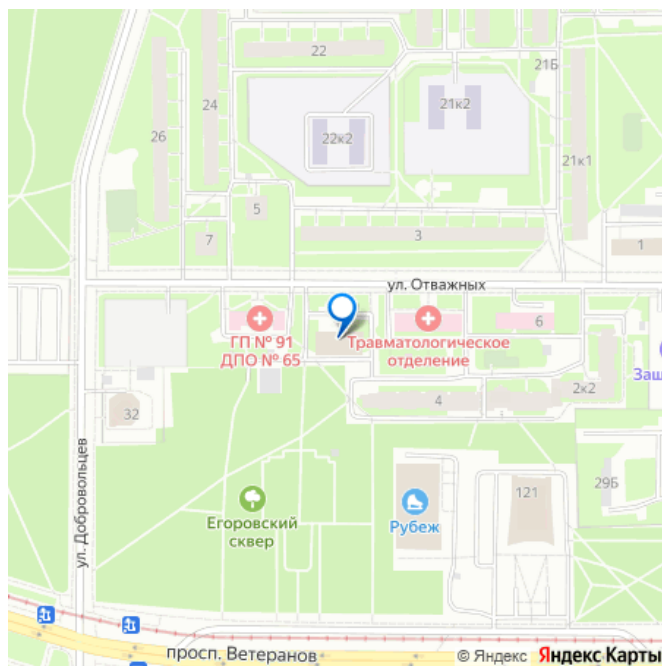 22
21Б
24
26
22к2
21к2
21к1
5
7
3
1
ул. Отважных
ГП № 91
ДПО № 65
Травматологическое
отделение
6
Заш
2к2
4
32
ул. Добровольцев
Егоровский
сквер
Рубеж
121
29Б
просп. Ветеранов
© Яндекс Яндекс Карты